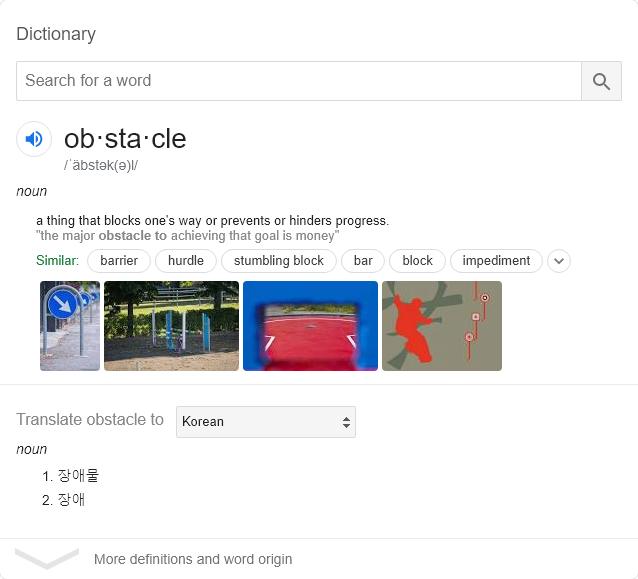 Dictionary
Search for a word
ob·sta·cle
/ˈäbstək(ə)l/
noun
a thing that blocks one's way or prevents or hinders progress.
"the major obstacle to achieving that goal is money"
Similar: barrier hurdle stumbling block bar block impediment
Translate obstacle to Korean
noun
1. 장애물
2. 장애
More definitions and word origin